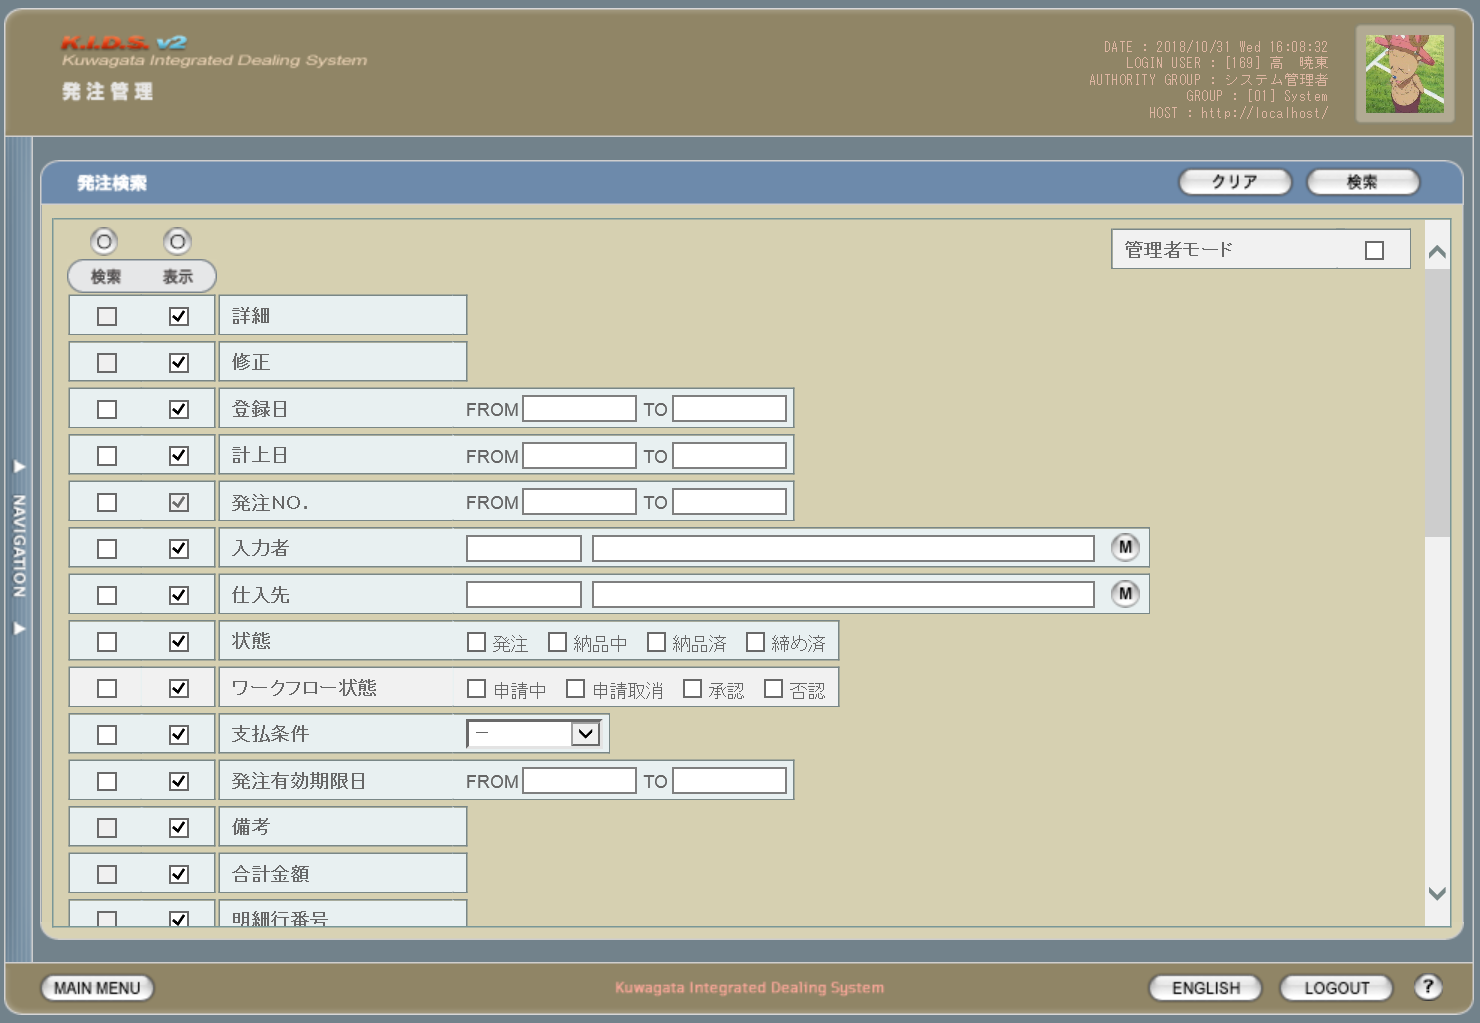 K.I.D.S. v2
Kuwagata Integrated Dealing System
発注管理
DATE : 2018/10/31 Wed 16:08:32
LOGIN USER : [169] 高　暁東
AUTHORITY GROUP : システム管理者
GROUP : [01] System
HOST : http://localhost/
発注検索
クリア
検索
検索 表示
管理者モード
詳細
修正
登録日 FROM TO
計上日 FROM TO
発注NO. FROM TO
入力者 M
仕入先 M
状態 発注 納品中 納品済 締め済
ワークフロー状態 申請中 申請取消 承認 否認
支払条件 －
発注有効期限日 FROM TO
備考
合計金額
明細行番号
NAVIGATION
MAIN MENU
Kuwagata Integrated Dealing System
ENGLISH
LOGOUT
?